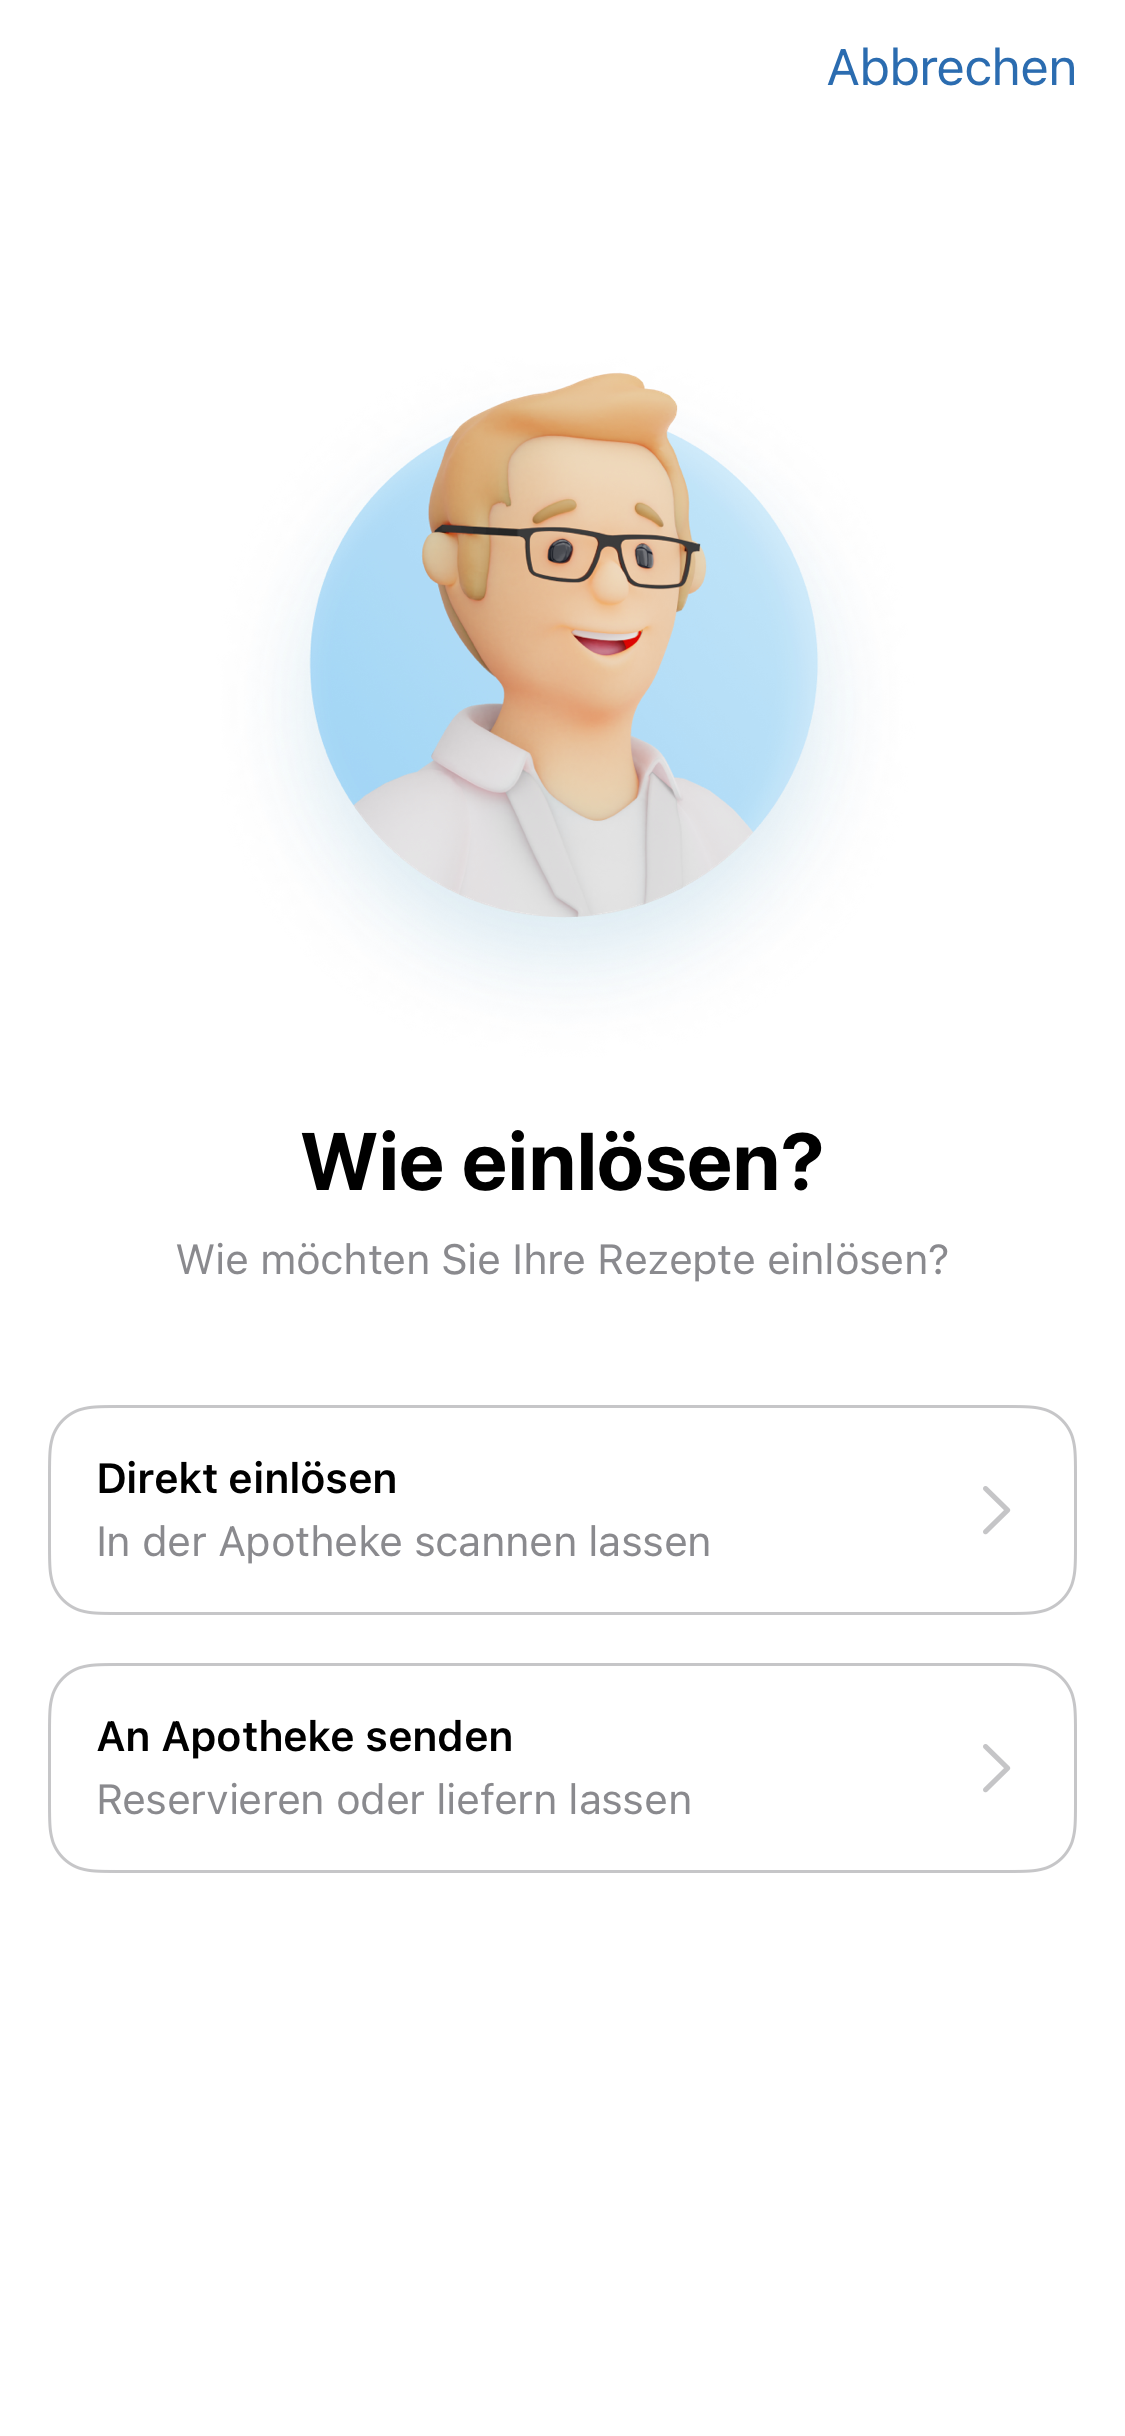 Abbrechen
Wie einlösen?
Wie möchten Sie Ihre Rezepte einlösen?
Direkt einlösen
In der Apotheke scannen lassen
An Apotheke senden
Reservieren oder liefern lassen